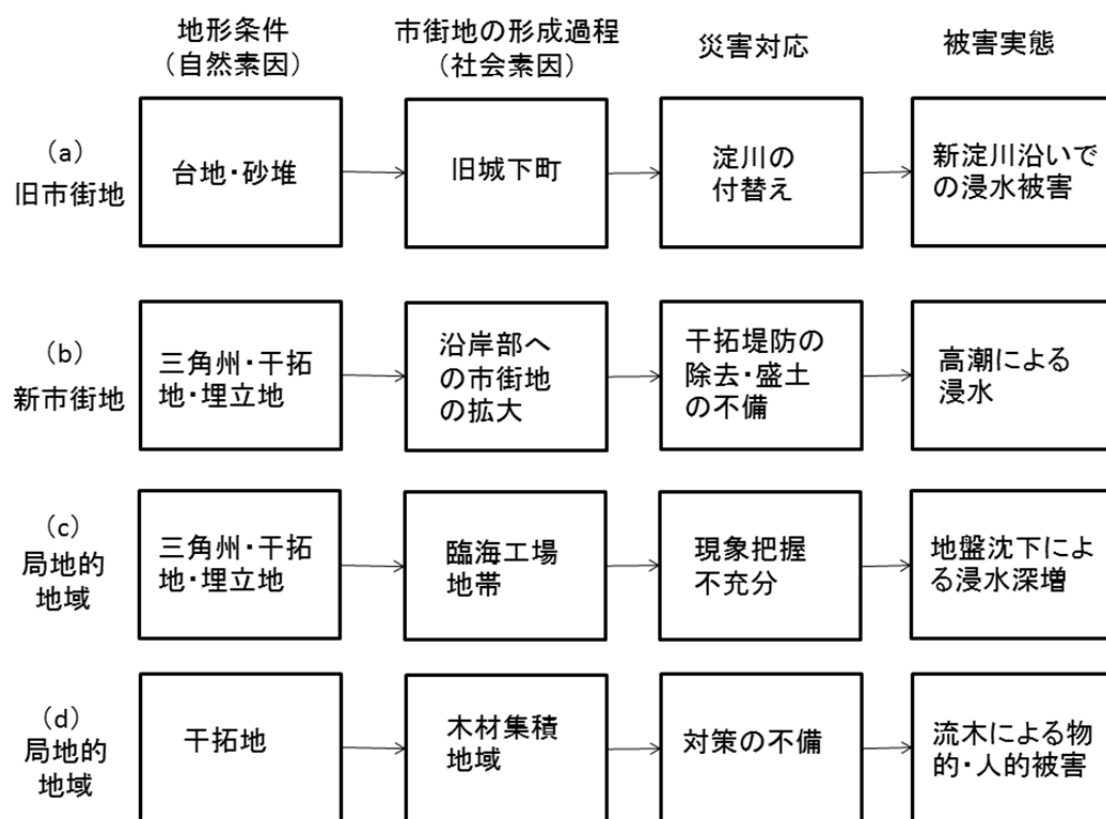 地形条件
（自然素因）
市街地の形成過程
（社会素因）
災害対応
被害実態
（a）
旧市街地
台地・砂堆
旧城下町
淀川の
付替え
新淀川沿いで
の浸水被害
（b）
新市街地
三角州・干拓
地・埋立地
沿岸部へ
の市街地
の拡大
干拓堤防の
除去・盛土
の不備
高潮による
浸水
（c）
局地的
地域
三角州・干拓
地・埋立地
臨海工場
地帯
現象把握
不充分
地盤沈下によ
る浸水深増
（d）
局地的
地域
干拓地
木材集積
地域
対策の不備
流木による物
的・人的被害